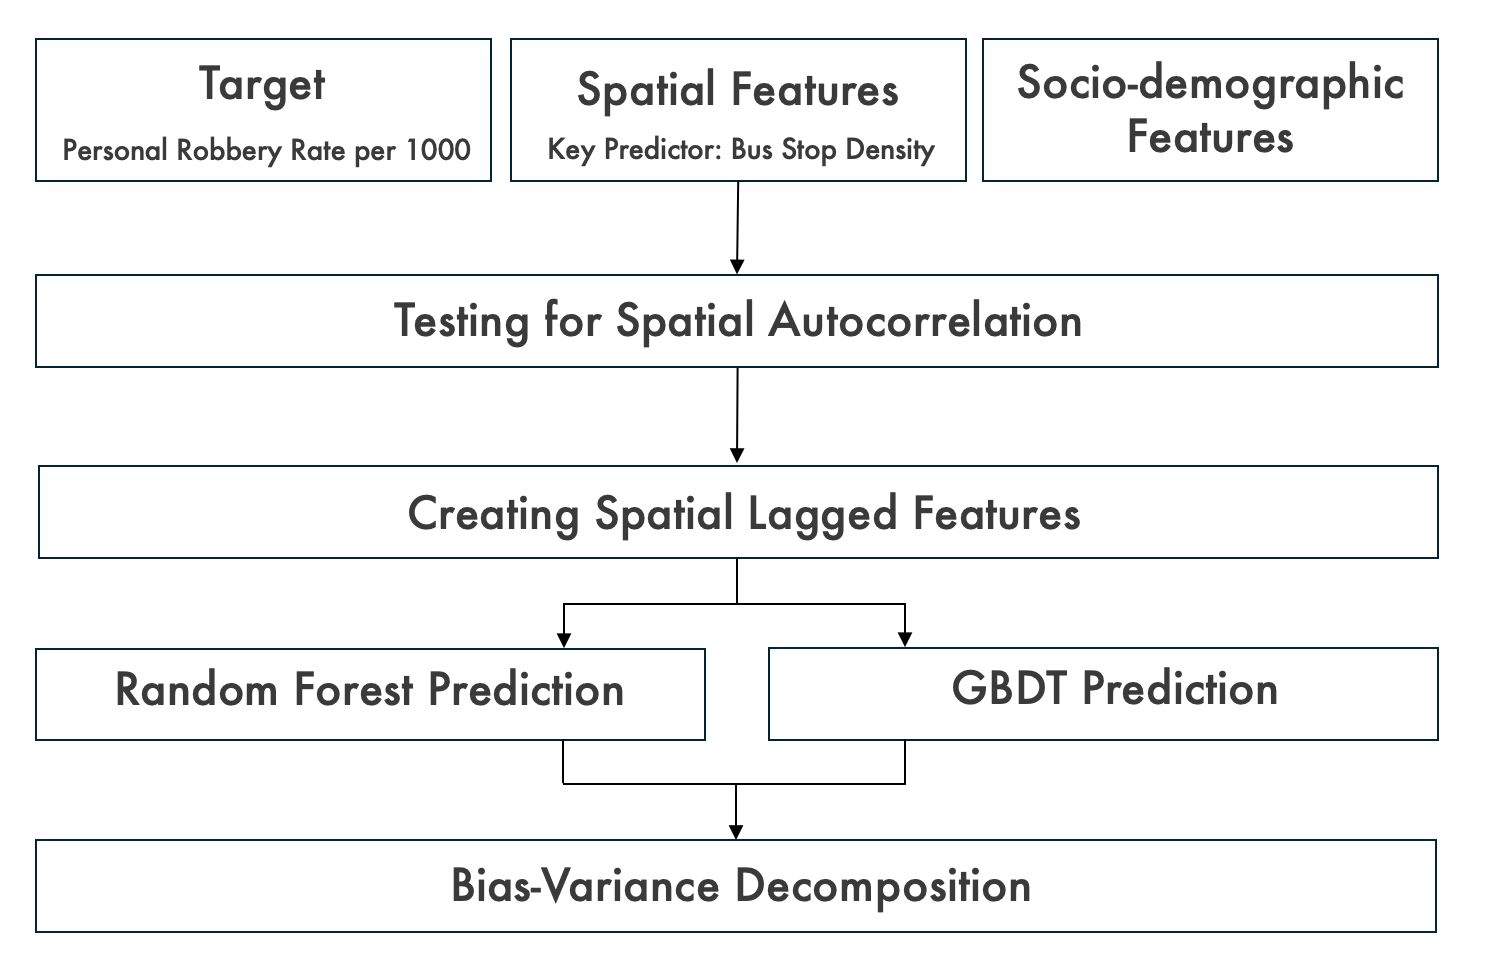 Target
Personal Robbery Rate per 1000
Spatial Features
Key Predictor: Bus Stop Density
Socio-demographic
Features
Testing for Spatial Autocorrelation
Creating Spatial Lagged Features
Random Forest Prediction
GBDT Prediction
Bias-Variance Decomposition